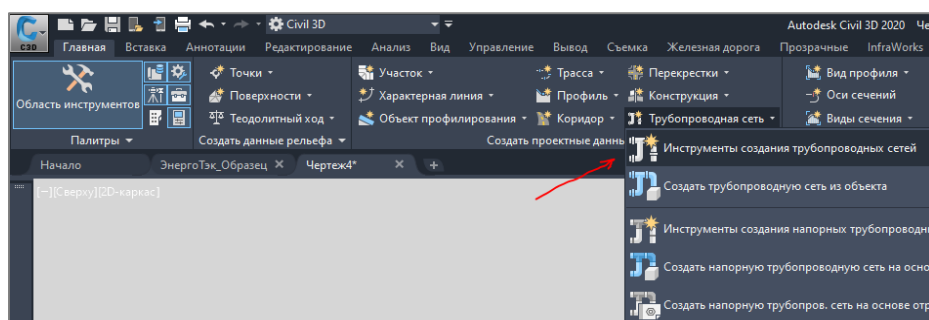 Civil 3D Autodesk Civil 3D 2020 Че
C3D Главная Вставка Аннотации Редактирование Анализ Вид Управление Вывод Съемка Железная дорога Прозрачные InfraWorks
Область инструментов
Точки Участок Трасса Перекрестки Вид профиля
Поверхности Характерная линия Профиль Конструкция Оси сечений
Теодолитный ход Объект профилирования Коридор Трубопроводная сеть Виды сечения
Палитры Создать данные рельефа Создать проектные данны
Инструменты создания трубопроводных сетей
Начало ЭнергоТэк_Образец Чертеж4* +
Создать трубопроводную сеть из объекта
[—][Сверху][2D-каркас]
Инструменты создания напорных трубопроводн
Создать напорную трубопроводную сеть на осно
Создать напорную трубопров. сеть на основе отр